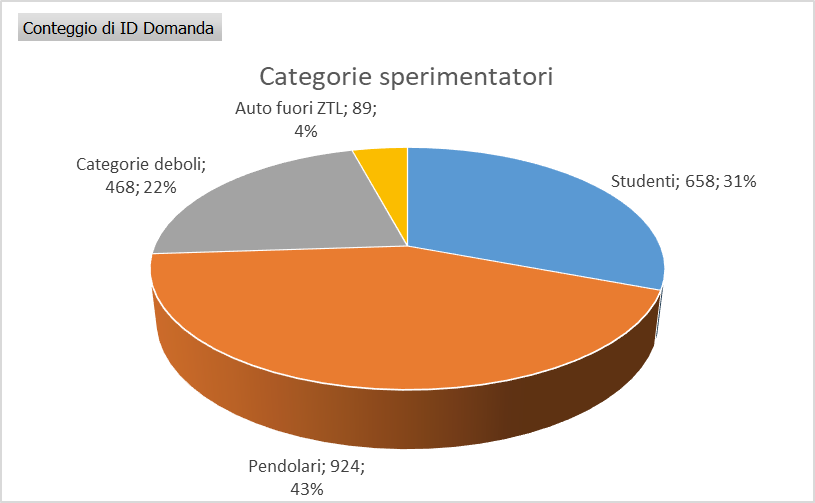 Conteggio di ID Domanda
Categorie sperimentatori
Auto fuori ZTL; 89;
4%
Categorie deboli;
468; 22%
Studenti; 658; 31%
Pendolari; 924;
43%